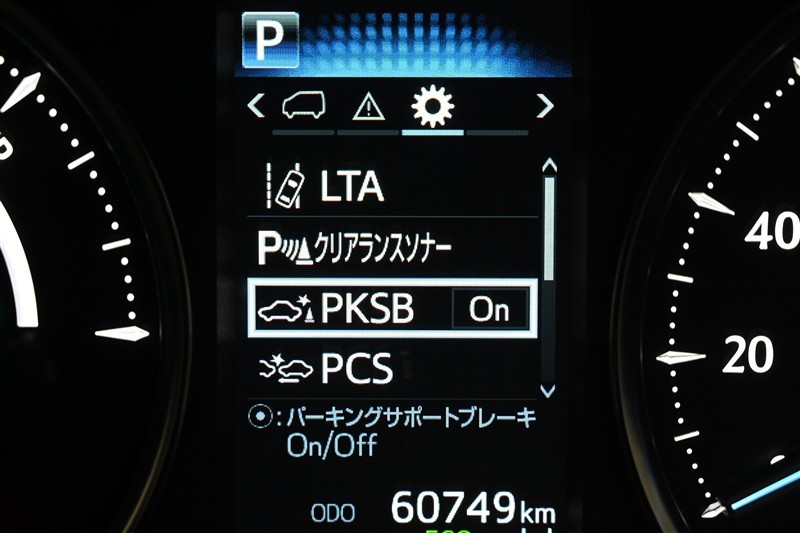 P
LTA
Pクリアランスソナー
PKSB On
PCS
:パーキングサポートブレーキ
On/Off
ODO 60749km
40
20